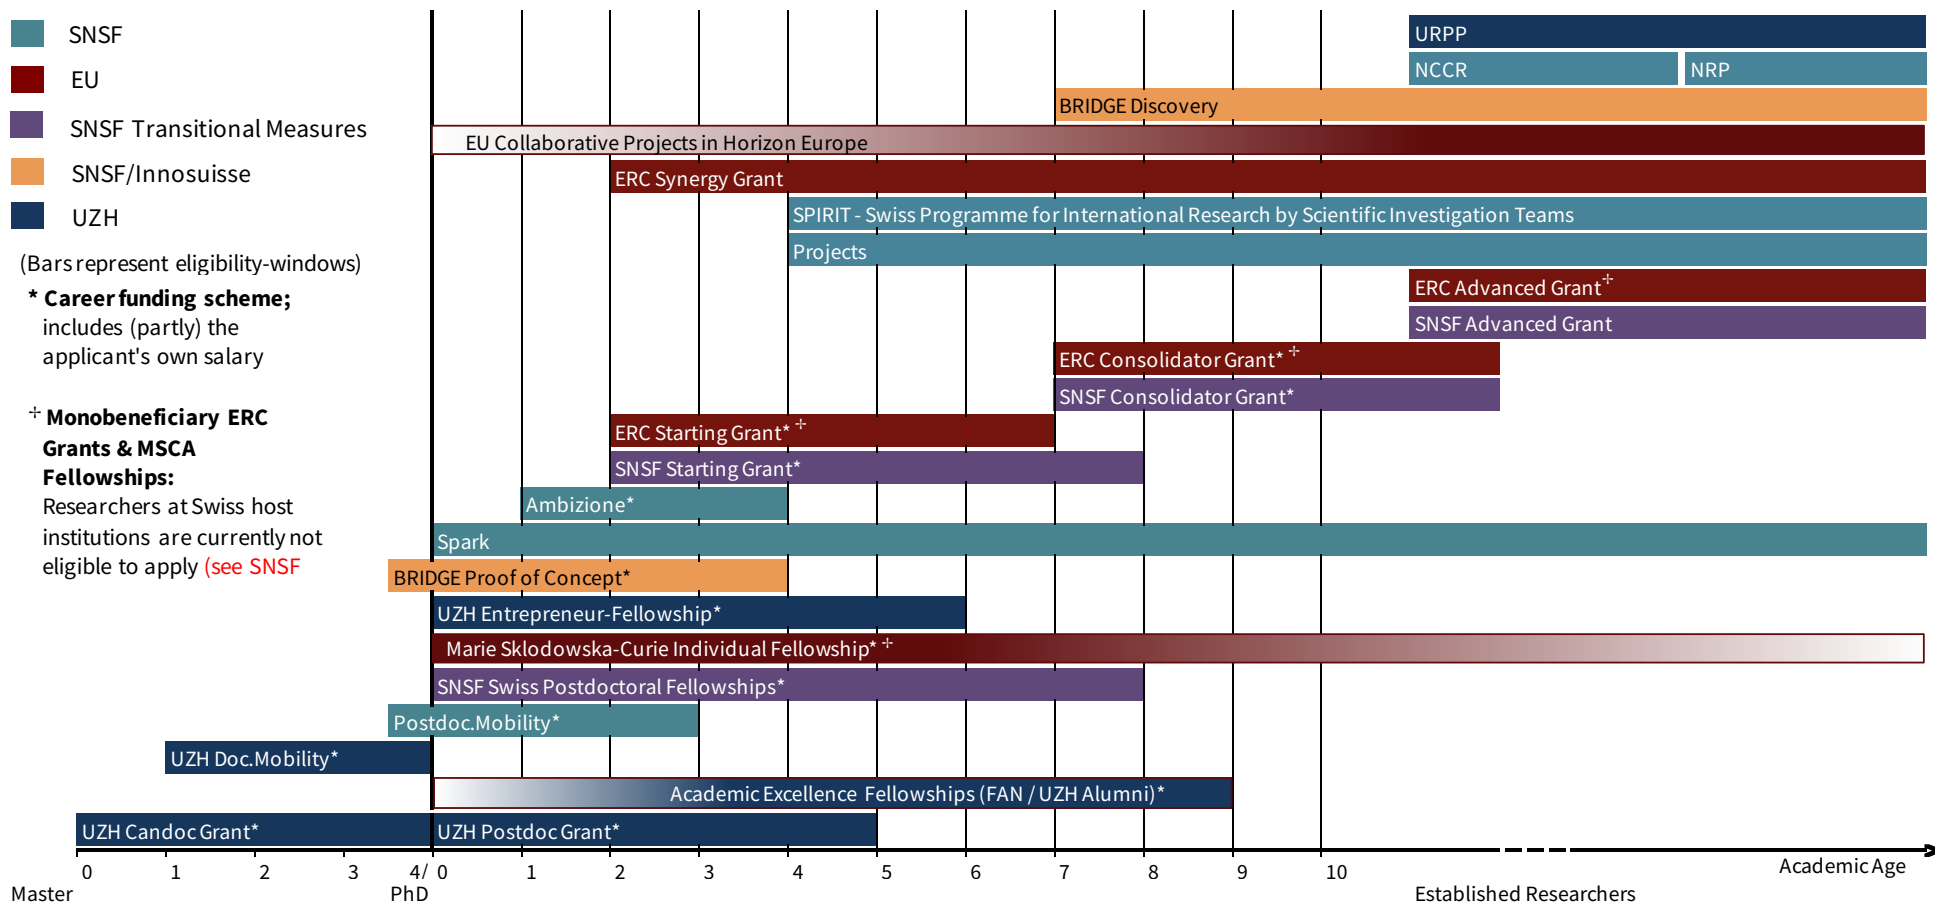 SNSF
EU
SNSF Transitional Measures
SNSF/Innosuisse
UZH
(Bars represent eligibility-windows)
* Career funding scheme;
includes (partly) the
applicant's own salary
✢ Monobeneficiary ERC
Grants & MSCA
Fellowships:
Researchers at Swiss host
institutions are currently not
eligible to apply (see SNSF
URPP
NCCR NRP
BRIDGE Discovery
EU Collaborative Projects in Horizon Europe
ERC Synergy Grant
SPIRIT - Swiss Programme for International Research by Scientific Investigation Teams
Projects
ERC Advanced Grant✢
SNSF Advanced Grant
ERC Consolidator Grant* ✢
SNSF Consolidator Grant*
ERC Starting Grant* ✢
SNSF Starting Grant*
Ambizione*
Spark
BRIDGE Proof of Concept*
UZH Entrepreneur-Fellowship*
Marie Sklodowska-Curie Individual Fellowship* ✢
SNSF Swiss Postdoctoral Fellowships*
Postdoc.Mobility*
UZH Doc.Mobility*
Academic Excellence Fellowships (FAN / UZH Alumni)*
UZH Candoc Grant* UZH Postdoc Grant*
0 1 2 3 4/ 0 1 2 3 4 5 6 7 8 9 10 Academic Age
Master PhD Established Researchers